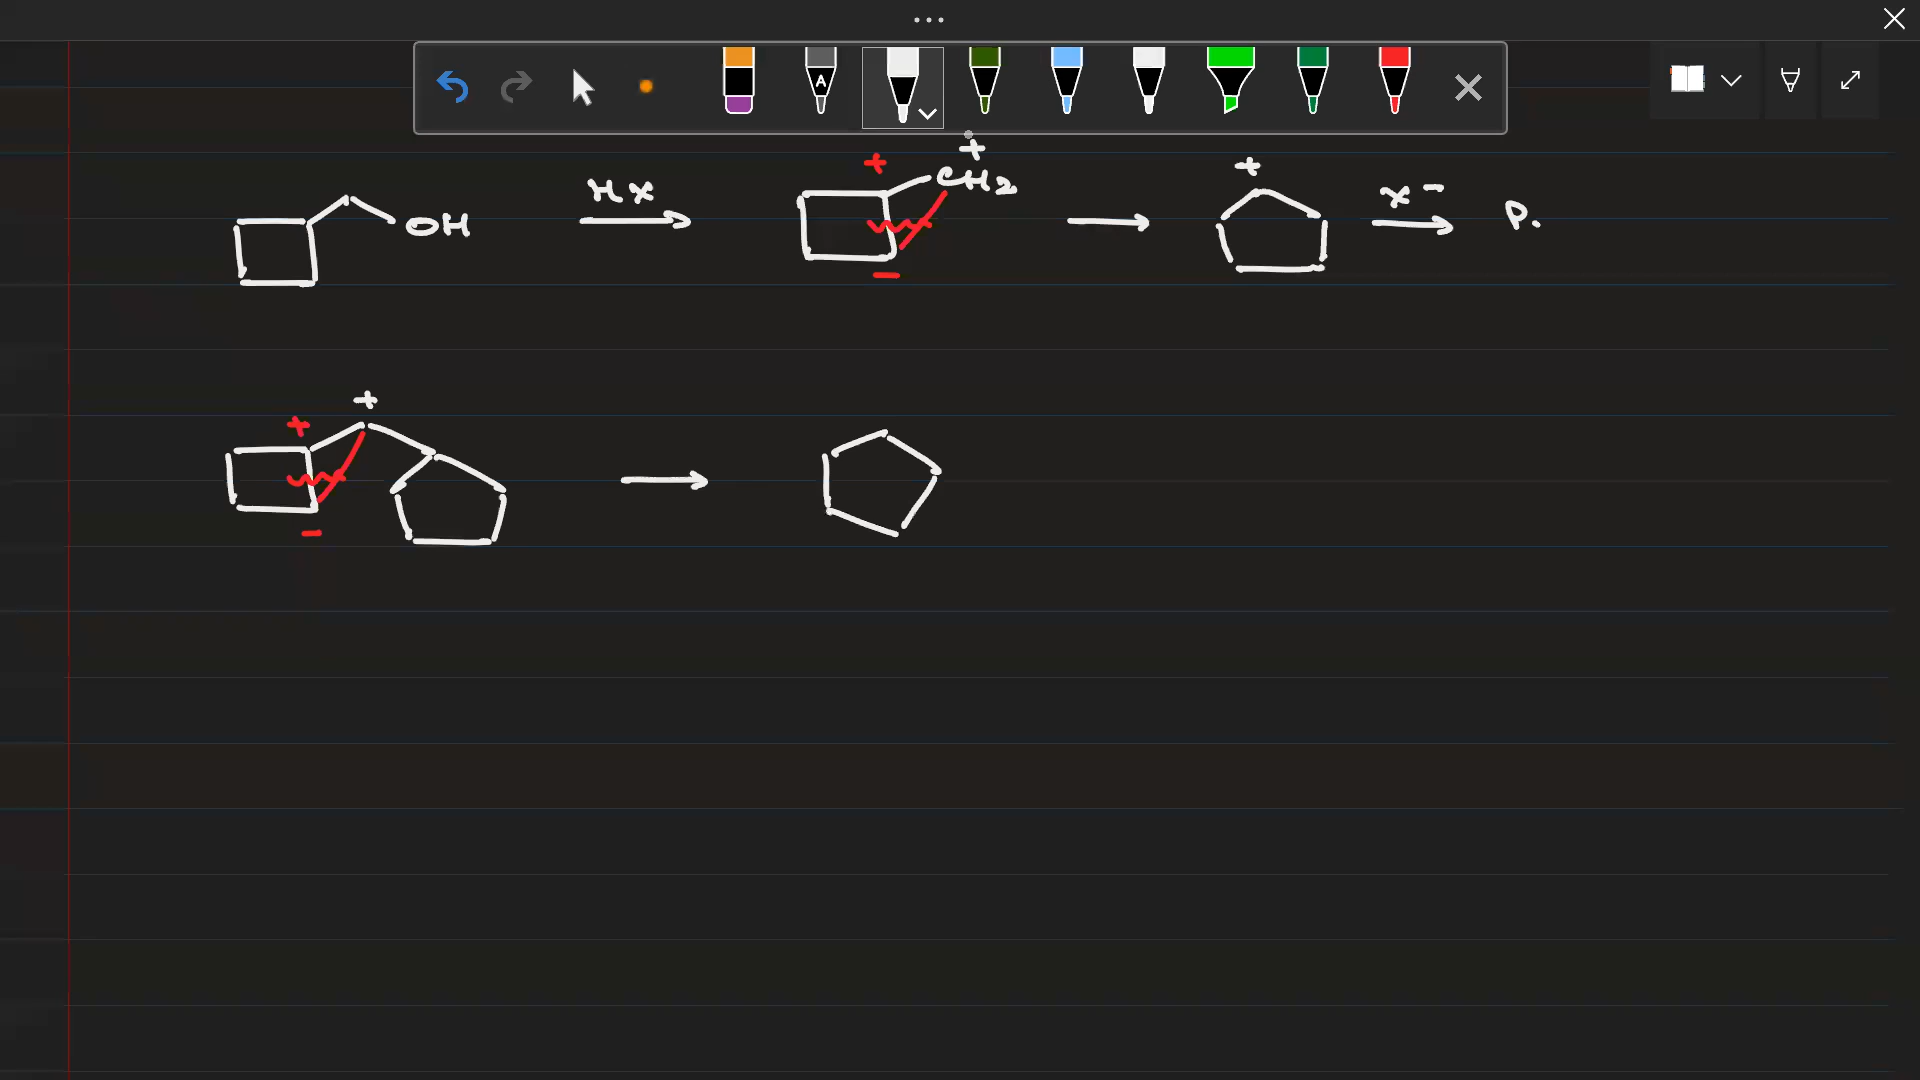 + +
OH HX CH2 + X- P.
-
+ +
-